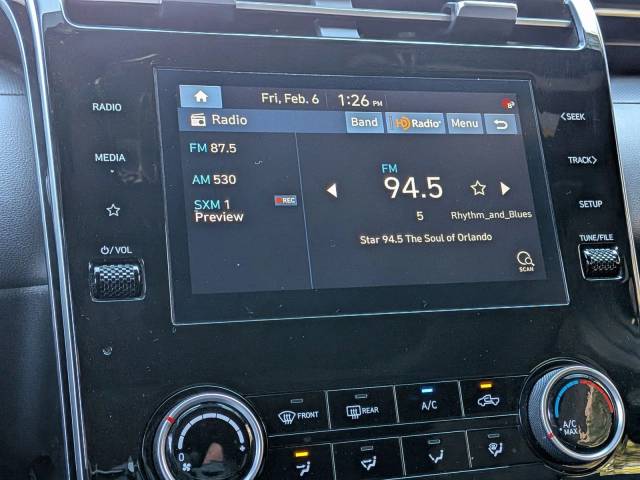 RADIO
MEDIA
⏻/VOL
Fri, Feb. 6 1:26 PM
Radio Band HD Radio Menu
FM 87.5
AM 530
SXM 1 REC
Preview
FM
94.5
5 Rhythm_and_Blues
Star 94.5 The Soul of Orlando
SCAN
<SEEK
TRACK>
SETUP
TUNE/FILE
0
FRONT
REAR
A/C
A/C
MAX